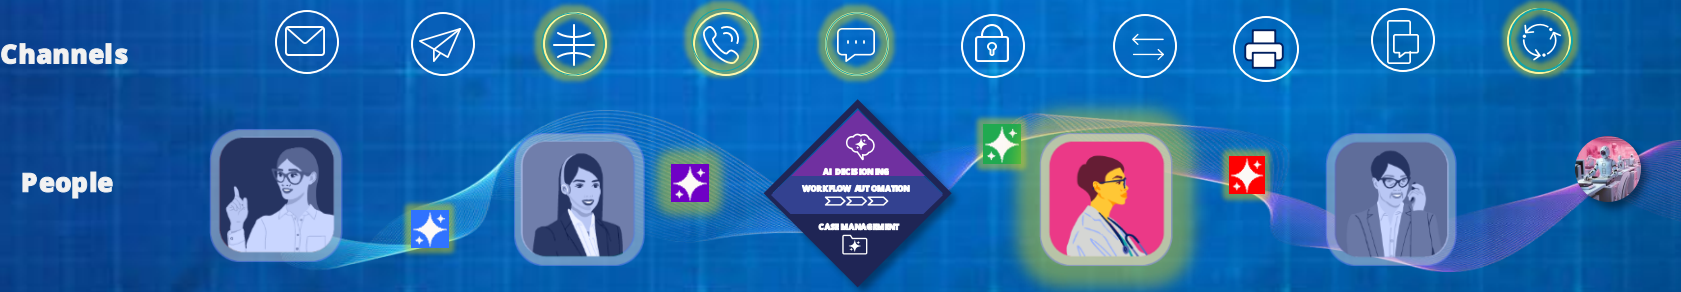 Channels
People
AI DECISIONING
WORKFLOW AUTOMATION
CASE MANAGEMENT